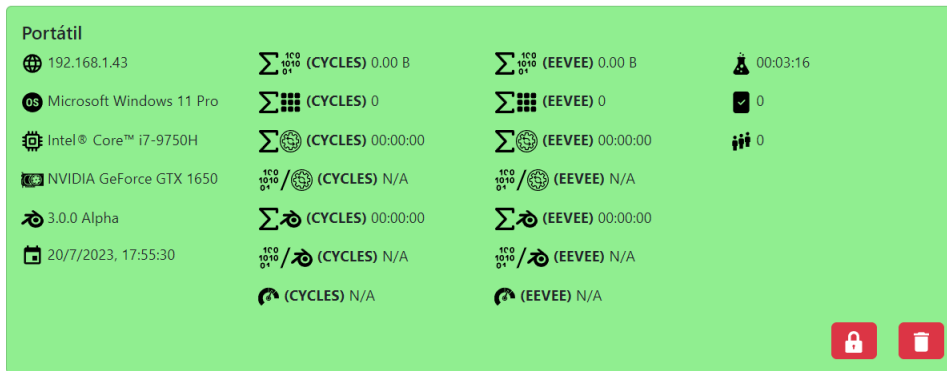 Portátil
192.168.1.43
Microsoft Windows 11 Pro
Intel® Core™ i7-9750H
NVIDIA GeForce GTX 1650
3.0.0 Alpha
20/7/2023, 17:55:30
(CYCLES) 0.00 B
(CYCLES) 0
(CYCLES) 00:00:00
(CYCLES) N/A
(CYCLES) 00:00:00
(CYCLES) N/A
(CYCLES) N/A
(EEVEE) 0.00 B
(EEVEE) 0
(EEVEE) 00:00:00
(EEVEE) N/A
(EEVEE) 00:00:00
(EEVEE) N/A
(EEVEE) N/A
00:03:16
0
0